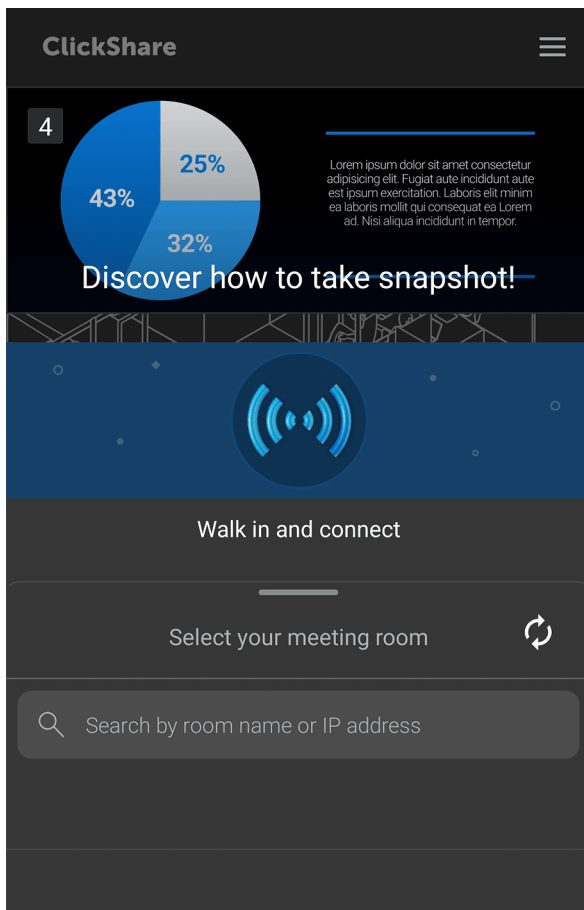 ClickShare
4
25%
43%
32%
Lorem ipsum dolor sit amet consectetur
adipisicing elit. Fugiat aute incididunt aute
est ipsum exercitation. Laboris elit minim
ea laboris mollit qui consequat ea Lorem
ad. Nisi aliqua incididunt in tempor.
Discover how to take snapshot!
Walk in and connect
Select your meeting room
Search by room name or IP address